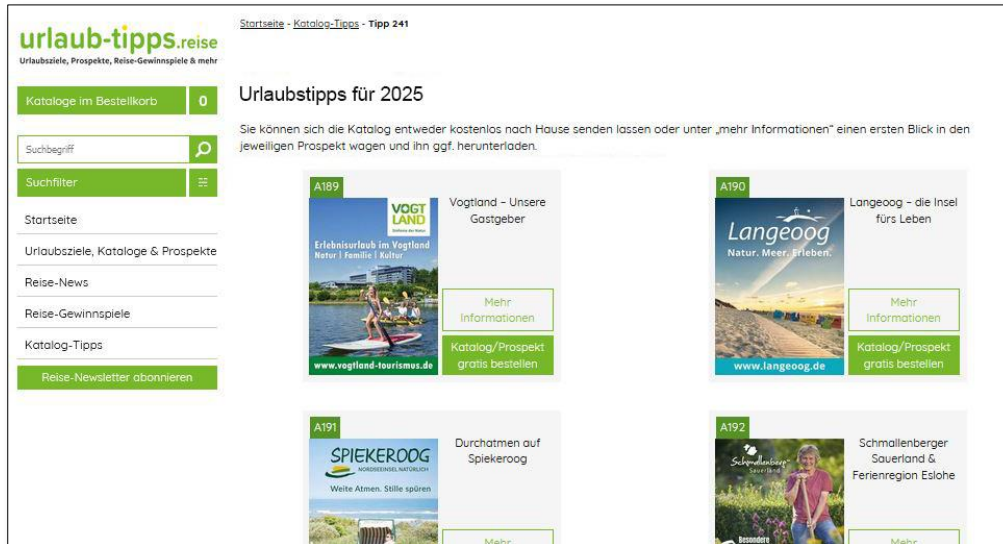 urlaub-tipps.reise
Urlaubsziele, Prospekte, Reise-Gewinnspiele & mehr
Kataloge im Bestellkorb 0
Suchbegriff
Suchfilter
Startseite
Urlaubsziele, Kataloge & Prospekte
Reise-News
Reise-Gewinnspiele
Katalog-Tipps
Reise-Newsletter abonnieren
Startseite - Katalog-Tipps - Tipp 241
Urlaubstipps für 2025
Sie können sich die Katalog entweder kostenlos nach Hause senden lassen oder unter „mehr Informationen“ einen ersten Blick in den
jeweiligen Prospekt wagen und ihn ggf. herunterladen.
A189
VOGT
LAND
Sinfonie der Natur.
Erlebnisurlaub im Vogtland
Natur | Familie | Kultur
www.vogtland-tourismus.de
Vogtland – Unsere
Gastgeber
Mehr
Informationen
Katalog/Prospekt
gratis bestellen
A190
Langeoog
Natur. Meer. Erleben.
www.langeoog.de
Langeoog – die Insel
fürs Leben
Mehr
Informationen
Katalog/Prospekt
gratis bestellen
A191
SPIEKEROOG
NORDSEEINSEL NATÜRLICH
Weite Atmen. Stille spüren
Durchatmen auf
Spiekeroog
Mehr
A192
Schmallenberger
Sauerland
Besondere
Schmallenberger
Sauerland &
Ferienregion Eslohe
Mehr